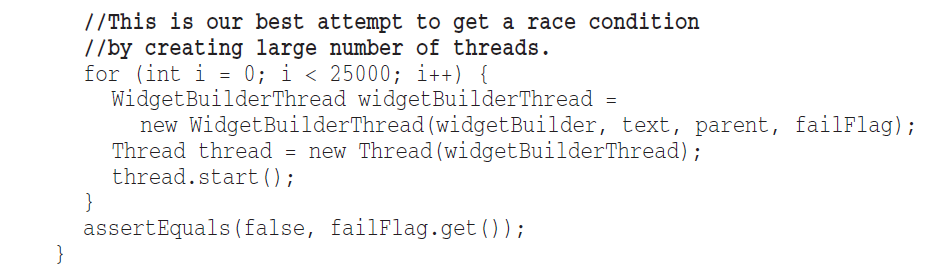 //This is our best attempt to get a race condition
//by creating large number of threads.
for (int i = 0; i < 25000; i++) {
WidgetBuilderThread widgetBuilderThread =
new WidgetBuilderThread(widgetBuilder, text, parent, failFlag);
Thread thread = new Thread(widgetBuilderThread);
thread.start();
}
assertEquals(false, failFlag.get());
}